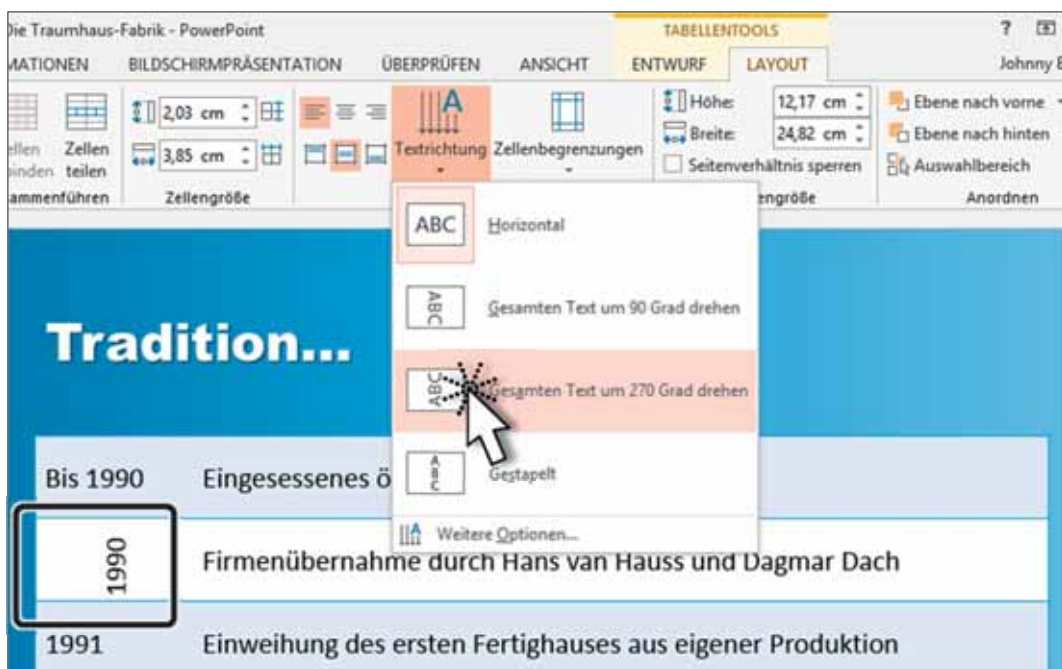 Die Traumhaus-Fabrik - PowerPoint
TABELLENTOOLS
?
MATIONEN BILDSCHIRMPRÄSENTATION ÜBERPRÜFEN ANSICHT ENTWURF LAYOUT Johnny B
2,03 cm
3,85 cm
Zellen
teilen
Zellengröße
A
Textrichtung
Zellenbegrenzungen
Höhe: 12,17 cm
Breite: 24,82 cm
Seitenverhältnis sperren
Ebene nach vorne
Ebene nach hinten
Auswahlbereich
Anordnen
ABC Horizontal
ABC Gesamten Text um 90 Grad drehen
ABC Gesamten Text um 270 Grad drehen
ABC Gestapelt
Weitere Optionen...
Tradition...
Bis 1990 Eingesessenes ö
1990 Firmenübernahme durch Hans van Hauss und Dagmar Dach
1991 Einweihung des ersten Fertighauses aus eigener Produktion